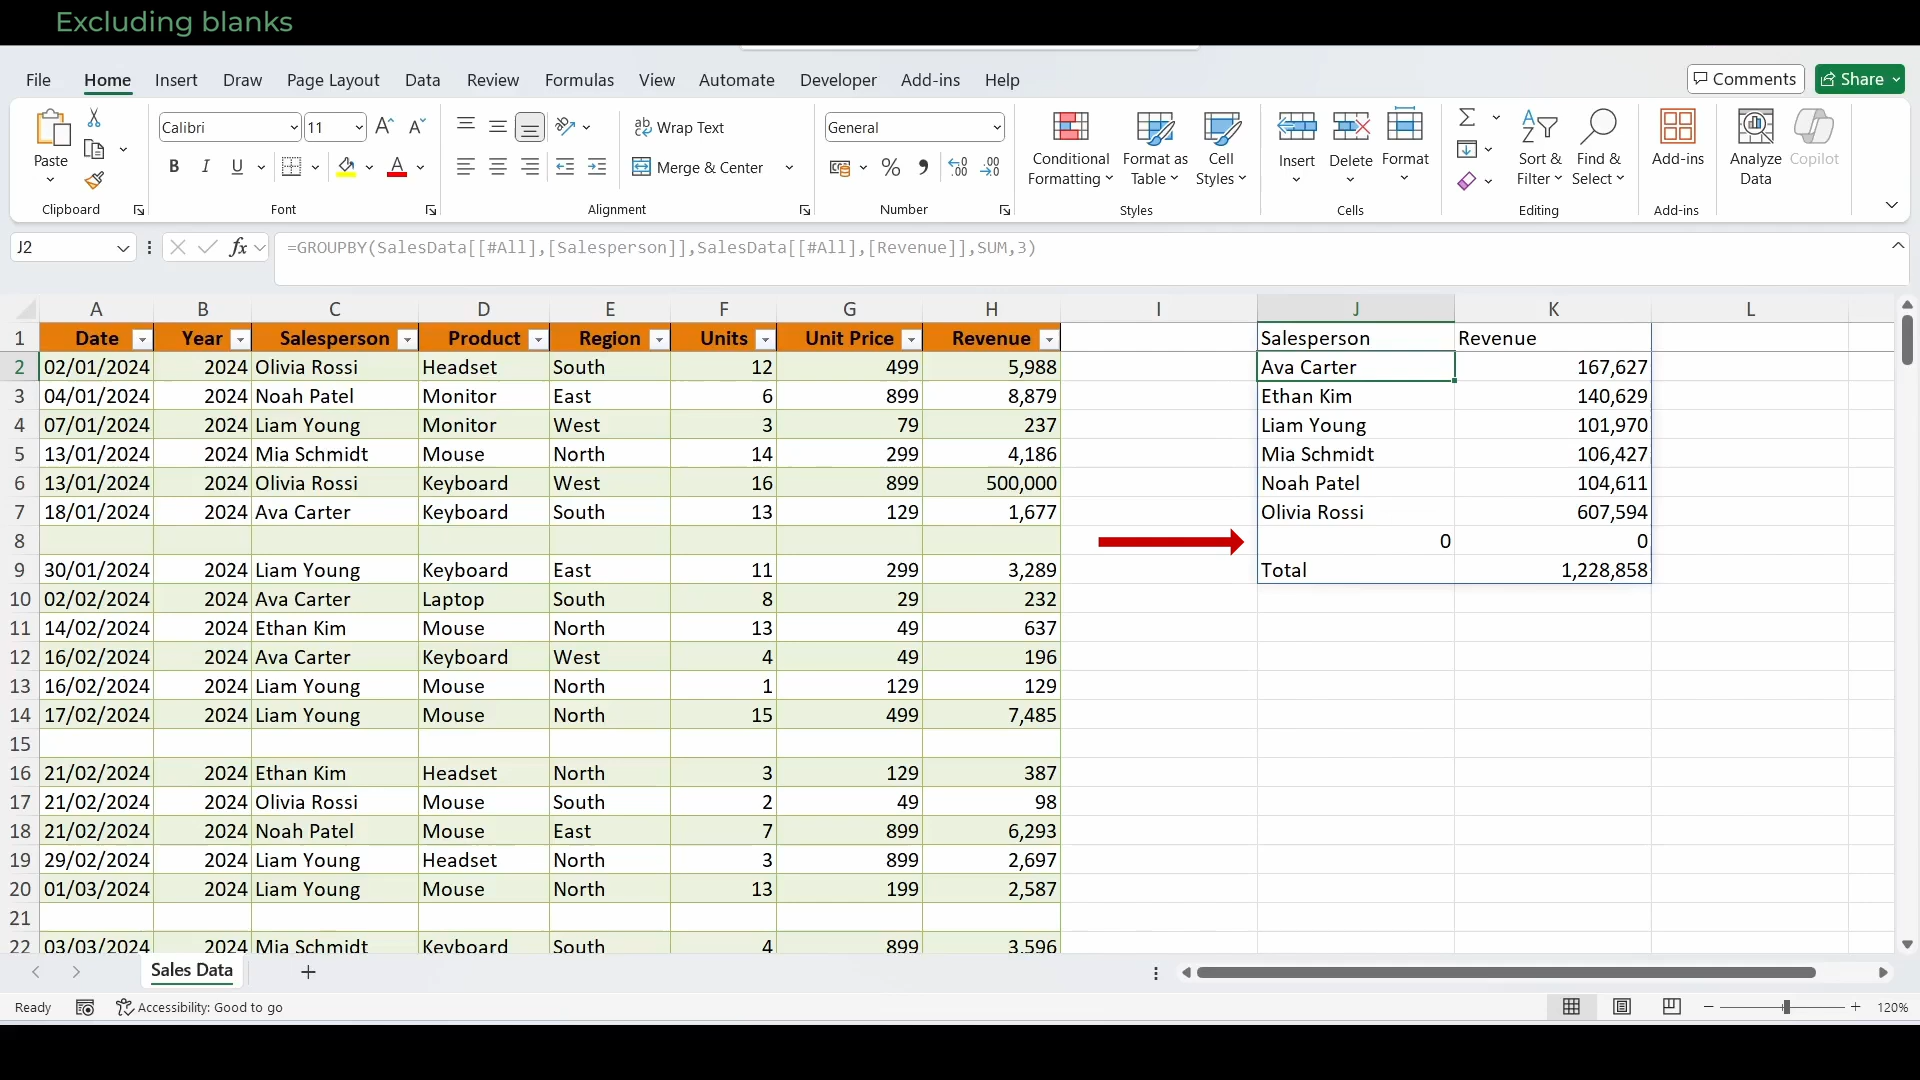 Excluding blanks
File Home Insert Draw Page Layout Data Review Formulas View Automate Developer Add-ins Help Comments Share
Calibri 11 Wrap Text General
Paste B I U A Merge & Center % Conditional Formatting Format as Table Cell Styles Insert Delete Format Sort & Filter Find & Select Add-ins Analyze Data Copilot
Clipboard Font Alignment Number Styles Cells Editing Add-ins
J2 fx =GROUPBY(SalesData[[#All],[Salesperson]],SalesData[[#All],[Revenue]],SUM,3)
A B C D E F G H I J K L
1 Date Year Salesperson Product Region Units Unit Price Revenue Salesperson Revenue
2 02/01/2024 2024 Olivia Rossi Headset South 12 499 5,988 Ava Carter 167,627
3 04/01/2024 2024 Noah Patel Monitor East 6 899 8,879 Ethan Kim 140,629
4 07/01/2024 2024 Liam Young Monitor West 3 79 237 Liam Young 101,970
5 13/01/2024 2024 Mia Schmidt Mouse North 14 299 4,186 Mia Schmidt 106,427
6 13/01/2024 2024 Olivia Rossi Keyboard West 16 899 500,000 Noah Patel 104,611
7 18/01/2024 2024 Ava Carter Keyboard South 13 129 1,677 Olivia Rossi 607,594
8 0 0
9 30/01/2024 2024 Liam Young Keyboard East 11 299 3,289 Total 1,228,858
10 02/02/2024 2024 Ava Carter Laptop South 8 29 232
11 14/02/2024 2024 Ethan Kim Mouse North 13 49 637
12 16/02/2024 2024 Ava Carter Keyboard West 4 49 196
13 16/02/2024 2024 Liam Young Mouse North 1 129 129
14 17/02/2024 2024 Liam Young Mouse North 15 499 7,485
15
16 21/02/2024 2024 Ethan Kim Headset North 3 129 387
17 21/02/2024 2024 Olivia Rossi Mouse South 2 49 98
18 21/02/2024 2024 Noah Patel Mouse East 7 899 6,293
19 29/02/2024 2024 Liam Young Headset North 3 899 2,697
20 01/03/2024 2024 Liam Young Mouse North 13 199 2,587
21
22 03/03/2024 2024 Mia Schmidt Keyboard South 4 899 3,596
Sales Data
Ready Accessibility: Good to go 120%